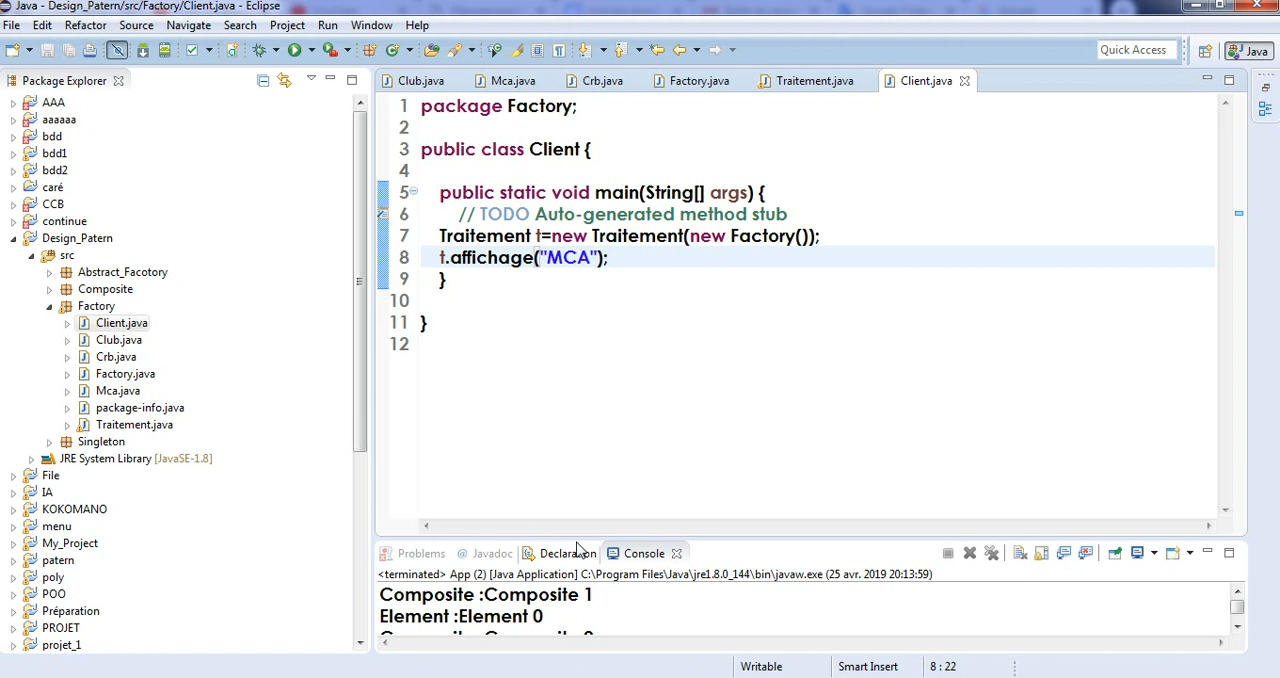 Java - Design_Patern/src/Factory/Client.java - Eclipse
File Edit Refactor Source Navigate Search Project Run Window Help
Quick Access Java
Package Explorer
Club.java Mca.java Crb.java Factory.java Traitement.java Client.java
AAA
aaaaaa
bdd
bdd1
bdd2
caré
CCB
continue
Design_Patern
src
Abstract_Facotory
Composite
Factory
Client.java
Club.java
Crb.java
Factory.java
Mca.java
package-info.java
Traitement.java
Singleton
JRE System Library [JavaSE-1.8]
File
IA
KOKOMANO
menu
My_Project
patern
poly
POO
Préparation
PROJET
projet_1
1 package Factory;
2
3 public class Client {
4
5 public static void main(String[] args) {
6 // TODO Auto-generated method stub
7 Traitement t=new Traitement(new Factory());
8 t.affichage("MCA");
9 }
10
11 }
12
Problems @ Javadoc Declaration Console
<terminated> App (2) [Java Application] C:\Program Files\Java\jre1.8.0_144\bin\javaw.exe (25 avr. 2019 20:13:59)
Composite :Composite 1
Element :Element 0
Writable Smart Insert 8 : 22